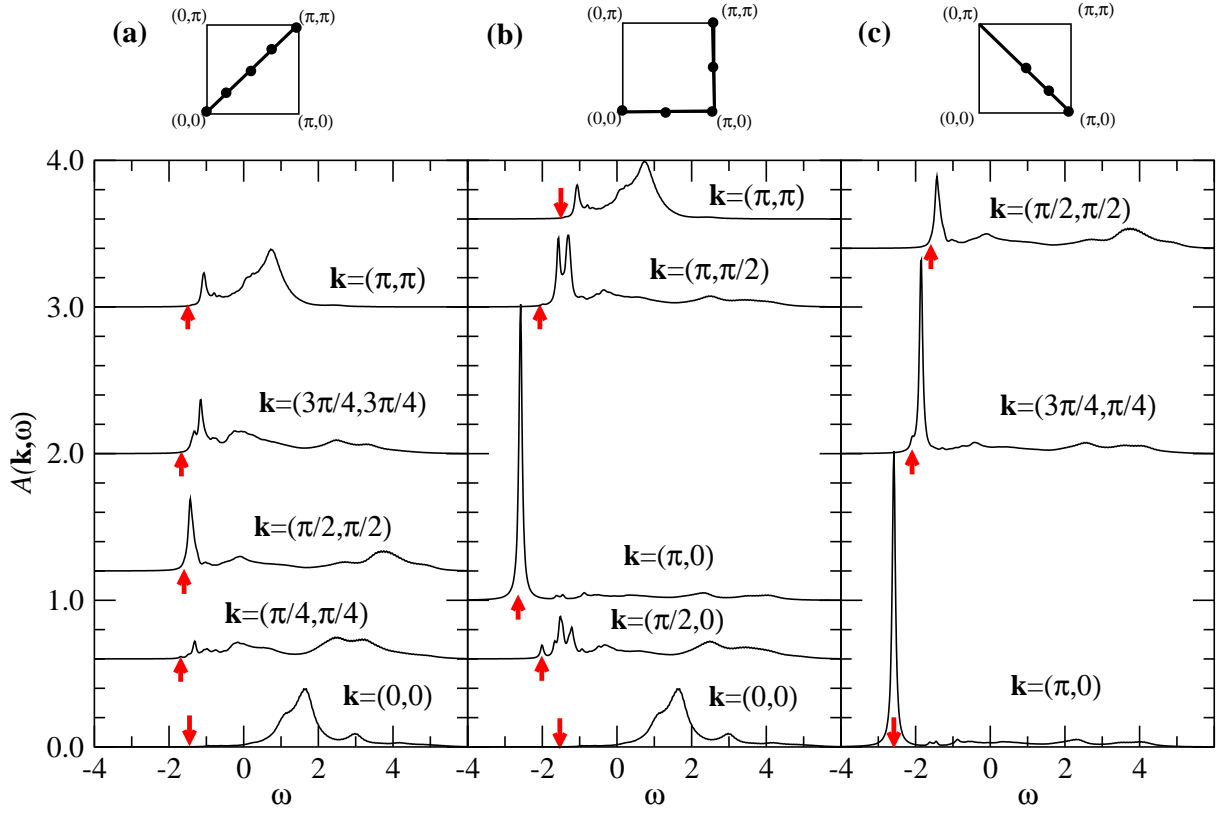 (a) (0,π) (π,π) (b) (0,π) (π,π) (c) (0,π) (π,π)
(0,0) (π,0) (0,0) (π,0) (0,0) (π,0)
4.0
k=(π,π)
k=(π/2,π/2)
k=(π,π)
k=(π,π/2)
3.0
k=(3π/4,3π/4)
k=(3π/4,π/4)
2.0
A(k,ω)
k=(π/2,π/2)
k=(π,0)
1.0
k=(π/4,π/4)
k=(π/2,0)
k=(0,0)
k=(0,0)
k=(π,0)
0.0
-4 -2 0 2 4 -4 -2 0 2 4 -4 -2 0 2 4
ω ω ω